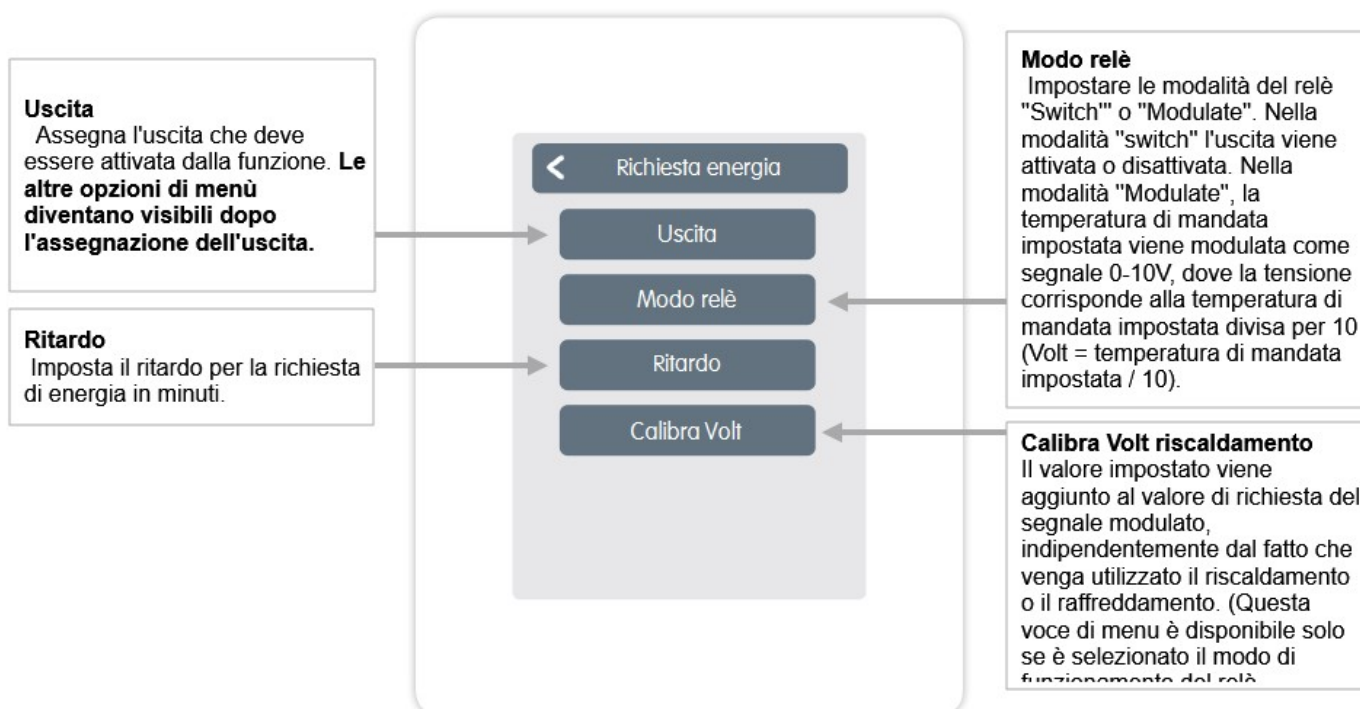 Uscita
Assegna l'uscita che deve
essere attivata dalla funzione. Le
altre opzioni di menù
diventano visibili dopo
l'assegnazione dell'uscita.
Ritardo
Imposta il ritardo per la richiesta
di energia in minuti.
Richiesta energia
Uscita
Modo relè
Ritardo
Calibra Volt
Modo relè
Impostare le modalità del relè
"Switch'" o "Modulate". Nella
modalità "switch" l'uscita viene
attivata o disattivata. Nella
modalità "Modulate", la
temperatura di mandata
impostata viene modulata come
segnale 0-10V, dove la tensione
corrisponde alla temperatura di
mandata impostata divisa per 10
(Volt = temperatura di mandata
impostata / 10).
Calibra Volt riscaldamento
Il valore impostato viene
aggiunto al valore di richiesta del
segnale modulato,
indipendentemente dal fatto che
venga utilizzato il riscaldamento
o il raffreddamento. (Questa
voce di menu è disponibile solo
se è selezionato il modo di
funzionamento del relè